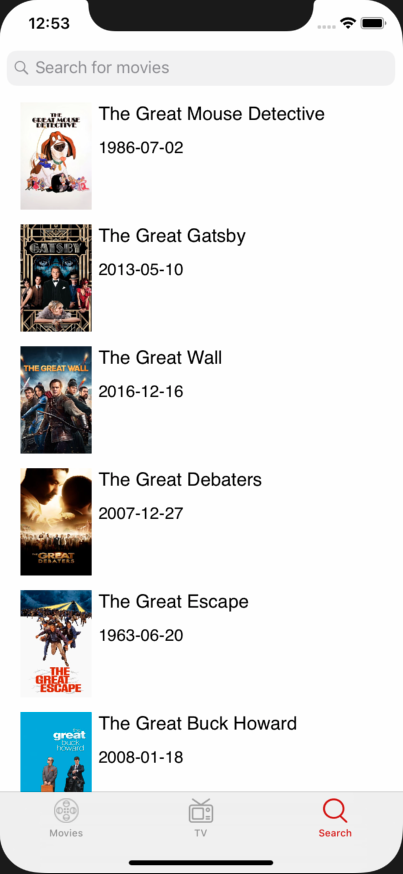 12:53
Search for movies
THE
GREAT MOUSE
DETECTIVE
The Great Mouse Detective
1986-07-02
GATSBY
The Great Gatsby
2013-05-10
THE GREAT WALL
The Great Wall
2016-12-16
THE GREAT
DEBATERS
The Great Debaters
2007-12-27
THE
GREAT
ESCAPE
The Great Escape
1963-06-20
the
great
buck
howard
The Great Buck Howard
2008-01-18
Movies
TV
Search